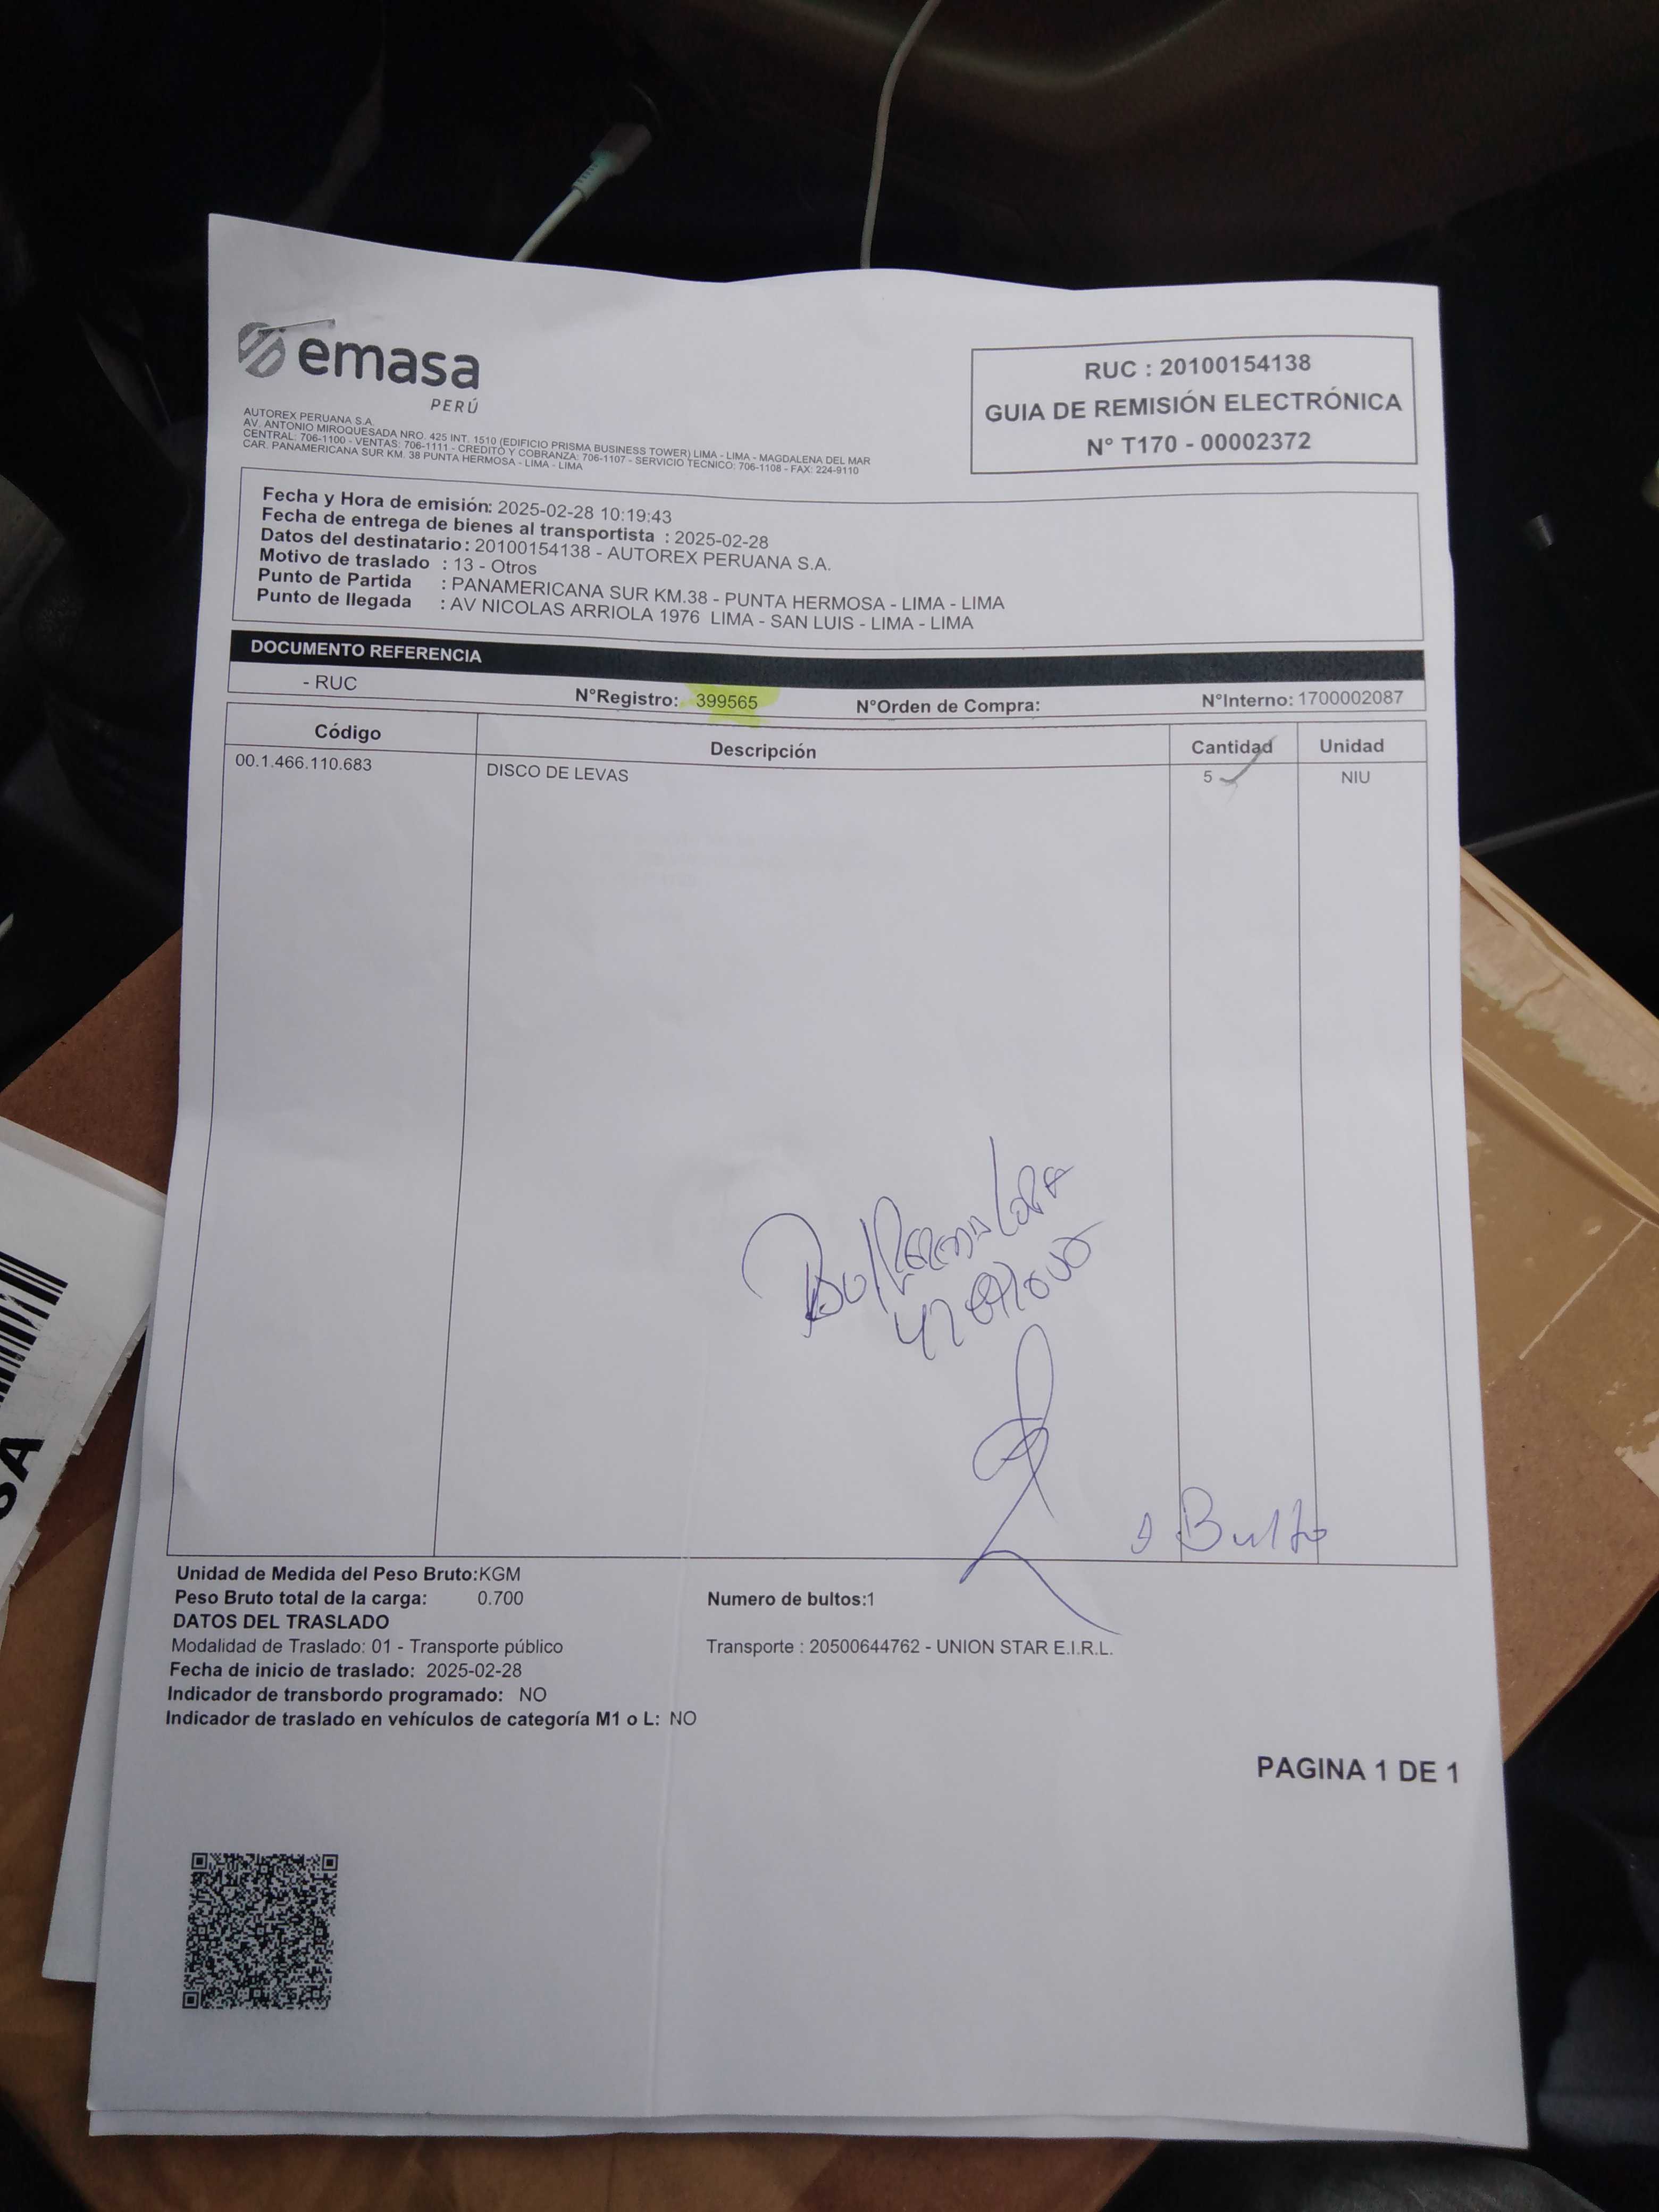 emasa
PERÚ
AUTOREX PERUANA S.A.
AV. ANTONIO MIROQUESADA NRO. 425 INT. 1510 (EDIFICIO PRISMA BUSINESS TOWER) LIMA - LIMA - MAGDALENA DEL MAR
CENTRAL: 706-1100 - VENTAS: 706-1111 - CREDITO Y COBRANZA: 706-1107 - SERVICIO TECNICO: 706-1108 - FAX: 224-9110
CAR. PANAMERICANA SUR KM. 38 PUNTA HERMOSA - LIMA - LIMA
RUC : 20100154138
GUIA DE REMISIÓN ELECTRÓNICA
N° T170 - 00002372
Fecha y Hora de emisión: 2025-02-28 10:19:43
Fecha de entrega de bienes al transportista : 2025-02-28
Datos del destinatario: 20100154138 - AUTOREX PERUANA S.A.
Motivo de traslado : 13 - Otros
Punto de Partida : PANAMERICANA SUR KM.38 - PUNTA HERMOSA - LIMA - LIMA
Punto de llegada : AV NICOLAS ARRIOLA 1976 LIMA - SAN LUIS - LIMA - LIMA
DOCUMENTO REFERENCIA
- RUC N°Registro: 399565 N°Orden de Compra: N°Interno: 1700002087
Código Descripción Cantidad Unidad
00.1.466.110.683 DISCO DE LEVAS 5 NIU
Bulto
Unidad de Medida del Peso Bruto:KGM
Peso Bruto total de la carga: 0.700 Numero de bultos:1
DATOS DEL TRASLADO
Modalidad de Traslado: 01 - Transporte público Transporte : 20500644762 - UNION STAR E.I.R.L.
Fecha de inicio de traslado: 2025-02-28
Indicador de transbordo programado: NO
Indicador de traslado en vehículos de categoría M1 o L: NO
PAGINA 1 DE 1
SA